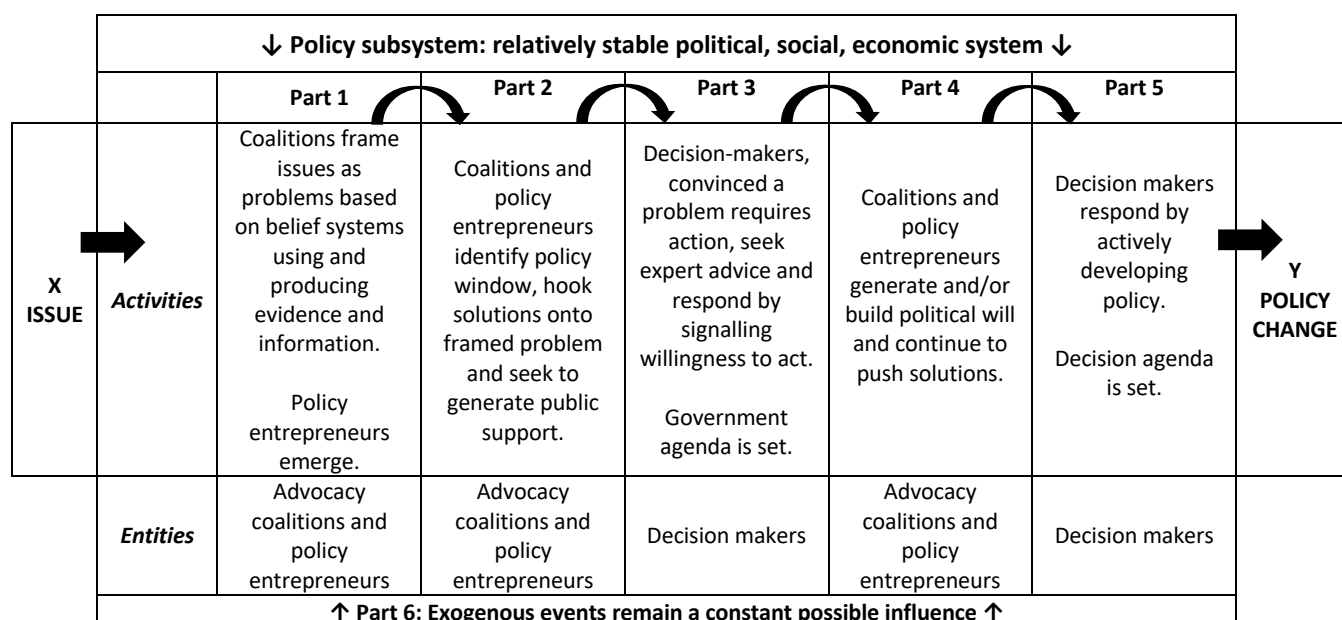 ↓ Policy subsystem: relatively stable political, social, economic system ↓
Part 1
Part 2
Part 3
Part 4
Part 5
X
ISSUE
Activities
Coalitions frame
issues as
problems based
on belief systems
using and
producing
evidence and
information.
Policy
entrepreneurs
emerge.
Coalitions and
policy
entrepreneurs
identify policy
window, hook
solutions onto
framed problem
and seek to
generate public
support.
Decision-makers,
convinced a
problem requires
action, seek
expert advice and
respond by
signalling
willingness to act.
Government
agenda is set.
Coalitions and
policy
entrepreneurs
generate and/or
build political will
and continue to
push solutions.
Decision makers
respond by
actively
developing
policy.
Decision agenda
is set.
Y
POLICY
CHANGE
Entities
Advocacy
coalitions and
policy
entrepreneurs
Advocacy
coalitions and
policy
entrepreneurs
Decision makers
Advocacy
coalitions and
policy
entrepreneurs
Decision makers
↑ Part 6: Exogenous events remain a constant possible influence ↑